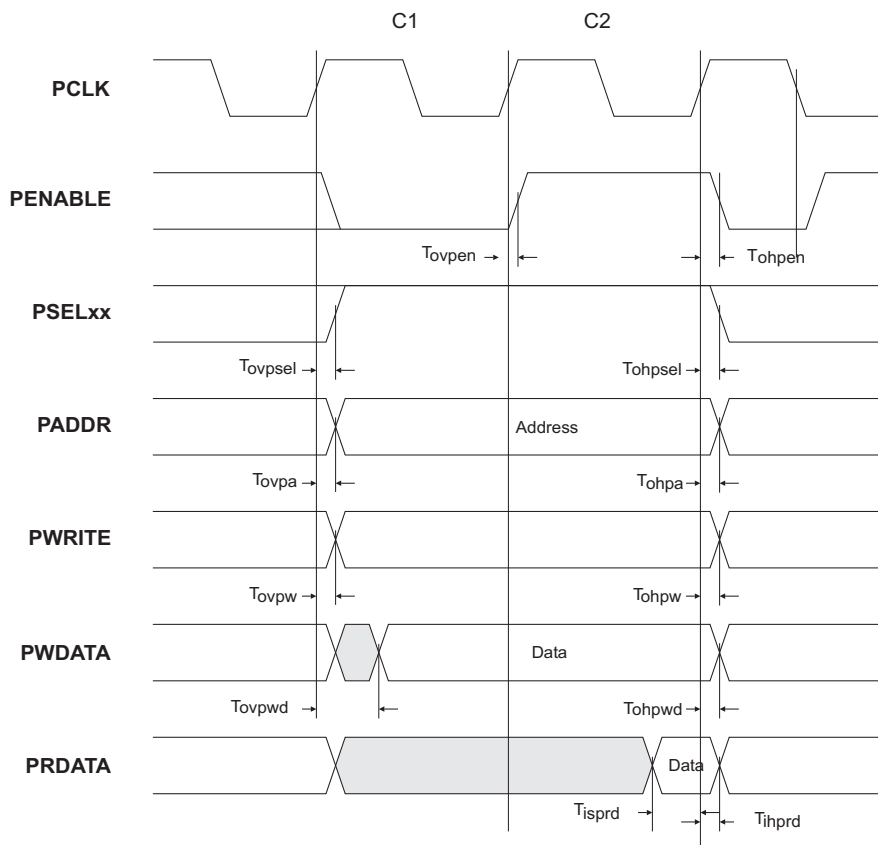 C1 C2
PCLK
PENABLE
Tovpen Tohpen
PSELxx
Tovpsel Tohpsel
PADDR Address
Tovpa Tohpa
PWRITE
Tovpw Tohpw
PWDATA Data
Tovpwd Tohpwd
PRDATA Data
Tisprd Tihprd